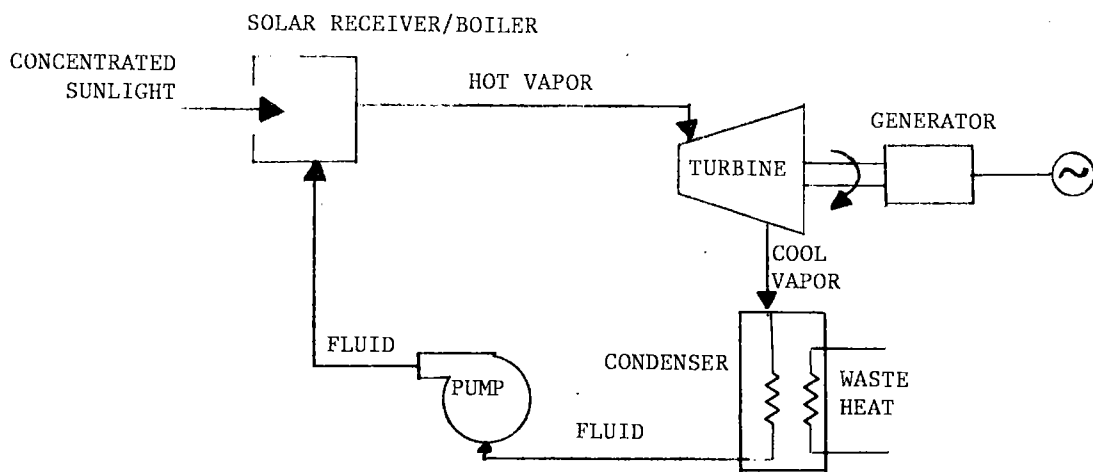 SOLAR RECEIVER/BOILER
CONCENTRATED
SUNLIGHT
HOT VAPOR
GENERATOR
TURBINE
COOL
VAPOR
FLUID
PUMP
CONDENSER
WASTE
HEAT
FLUID